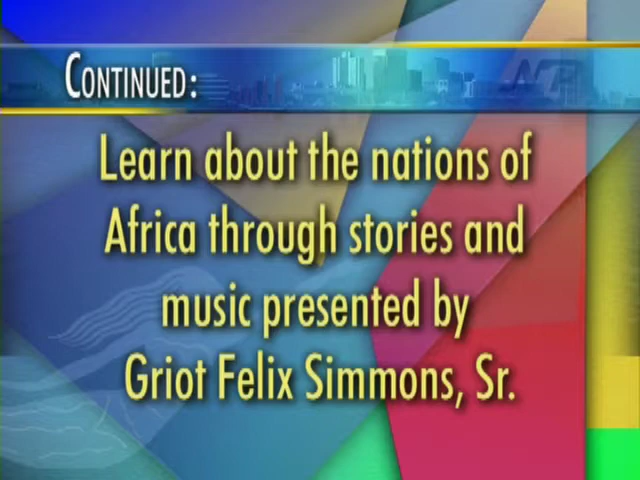 CONTINUED:
Learn about the nations of
Africa through stories and
music presented by
Griot Felix Simmons, Sr.